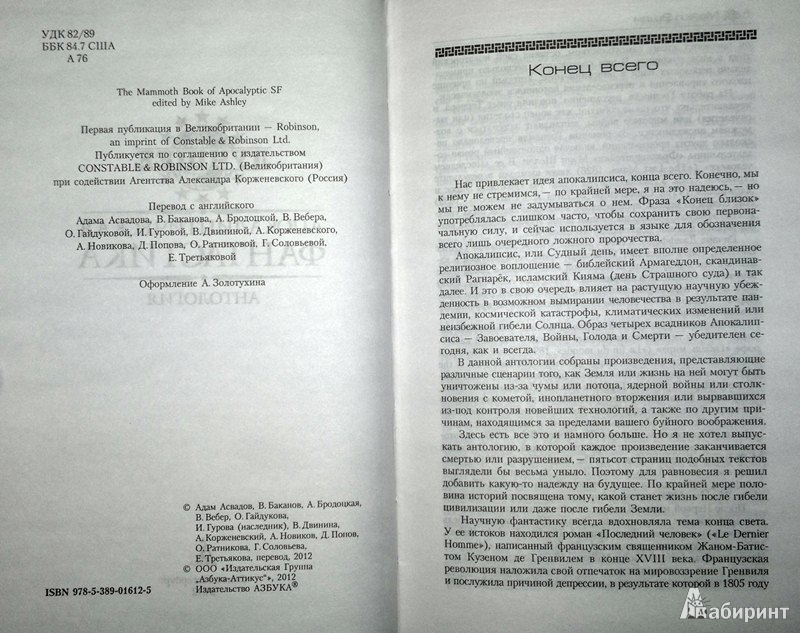 УДК 82/89
ББК 84.7 США
А 76
The Mammoth Book of Apocalyptic SF
edited by Mike Ashley
Первая публикация в Великобритании — Robinson,
an imprint of Constable & Robinson Ltd.
Публикуется по соглашению с издательством
CONSTABLE & ROBINSON LTD. (Великобритания)
при содействии Агентства Александра Корженевского (Россия)
Перевод с английского
Адама Асвадова, В. Баканова, А. Бродоцкой, В. Вебера,
О. Гайдуковой, И. Гуровой, В. Двининой, А. Корженевского,
А. Новикова, Д. Попова, О. Ратниковой, Г. Соловьевой,
Е. Третьяковой
Оформление А. Золотухина
© Адам Асвадов, В. Баканов, А. Бродоцкая,
В. Вебер, О. Гайдукова,
И. Гурова (наследник), В. Двинина,
А. Корженевский, А. Новиков, Д. Попов,
О. Ратникова, Г. Соловьева,
Е. Третьякова, перевод, 2012
© ООО «Издательская Группа
„Азбука-Аттикус“», 2012
Издательство АЗБУКА®
ISBN 978-5-389-01612-5
Конец всего
Нас привлекает идея апокалипсиса, конца всего. Конечно, мы
к нему не стремимся, — по крайней мере, я на это надеюсь, — но
мы не можем не задумываться о нем. Фраза «Конец близок»
употреблялась слишком часто, чтобы сохранить свою первона-
чальную силу, и сейчас используется в языке для обозначения
всего лишь очередного ложного пророчества.
Апокалипсис, или Судный день, имеет вполне определенное
религиозное воплощение — библейский Армагеддон, скандинав-
ский Рагнарёк, исламский Кияма (день Страшного суда) и так
далее. И это в свою очередь влияет на растущую научную убеж-
денность в возможном вымирании человечества в результате пан-
демии, космической катастрофы, климатических изменений или
неизбежной гибели Солнца. Образ четырех всадников Апокалип-
сиса — Завоевателя, Войны, Голода и Смерти — убедителен се-
годня, как и всегда.
В данной антологии собраны произведения, представляющие
различные сценарии того, как Земля или жизнь на ней могут быть
уничтожены из-за чумы или потопа, ядерной войны или столк-
новения с кометой, инопланетного вторжения или вырвавшихся
из-под контроля новейших технологий, а также по другим при-
чинам, находящимся за пределами вашего буйного воображения.
Здесь есть все это и намного больше. Но я не хотел выпус-
кать антологию, в которой каждое произведение заканчивается
смертью или разрушением, — пятьсот страниц подобных текстов
выглядели бы весьма уныло. Поэтому для равновесия я решил
добавить какую-то надежду на будущее. По крайней мере поло-
вина историй посвящена тому, какой станет жизнь после гибели
цивилизации или даже после гибели Земли.
Научную фантастику всегда вдохновляла тема конца света.
У ее истоков находился роман «Последний человек» («Le Dernier
Homme»), написанный французским священником Жаном-Батис-
том Кузеном де Гренвилем в конце XVIII века. Французская
революция наложила свой отпечаток на мировоззрение Гренвиля
и послужила причиной депрессии, в результате которой в 1805 году
Лабиринт